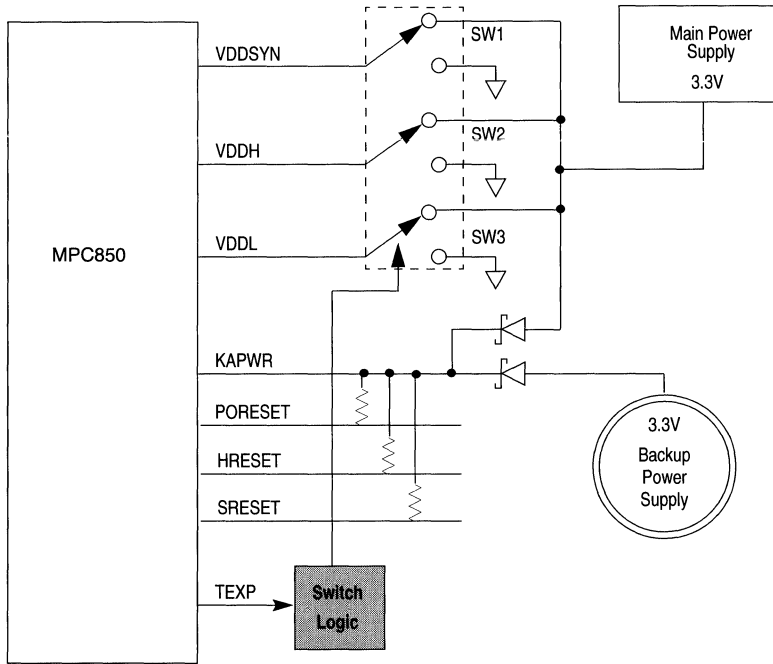 Main Power
Supply
3.3V
VDDSYN
SW1
VDDH
SW2
VDDL
SW3
MPC850
KAPWR
PORESET
HRESET
SRESET
3.3V
Backup
Power
Supply
TEXP
Switch
Logic